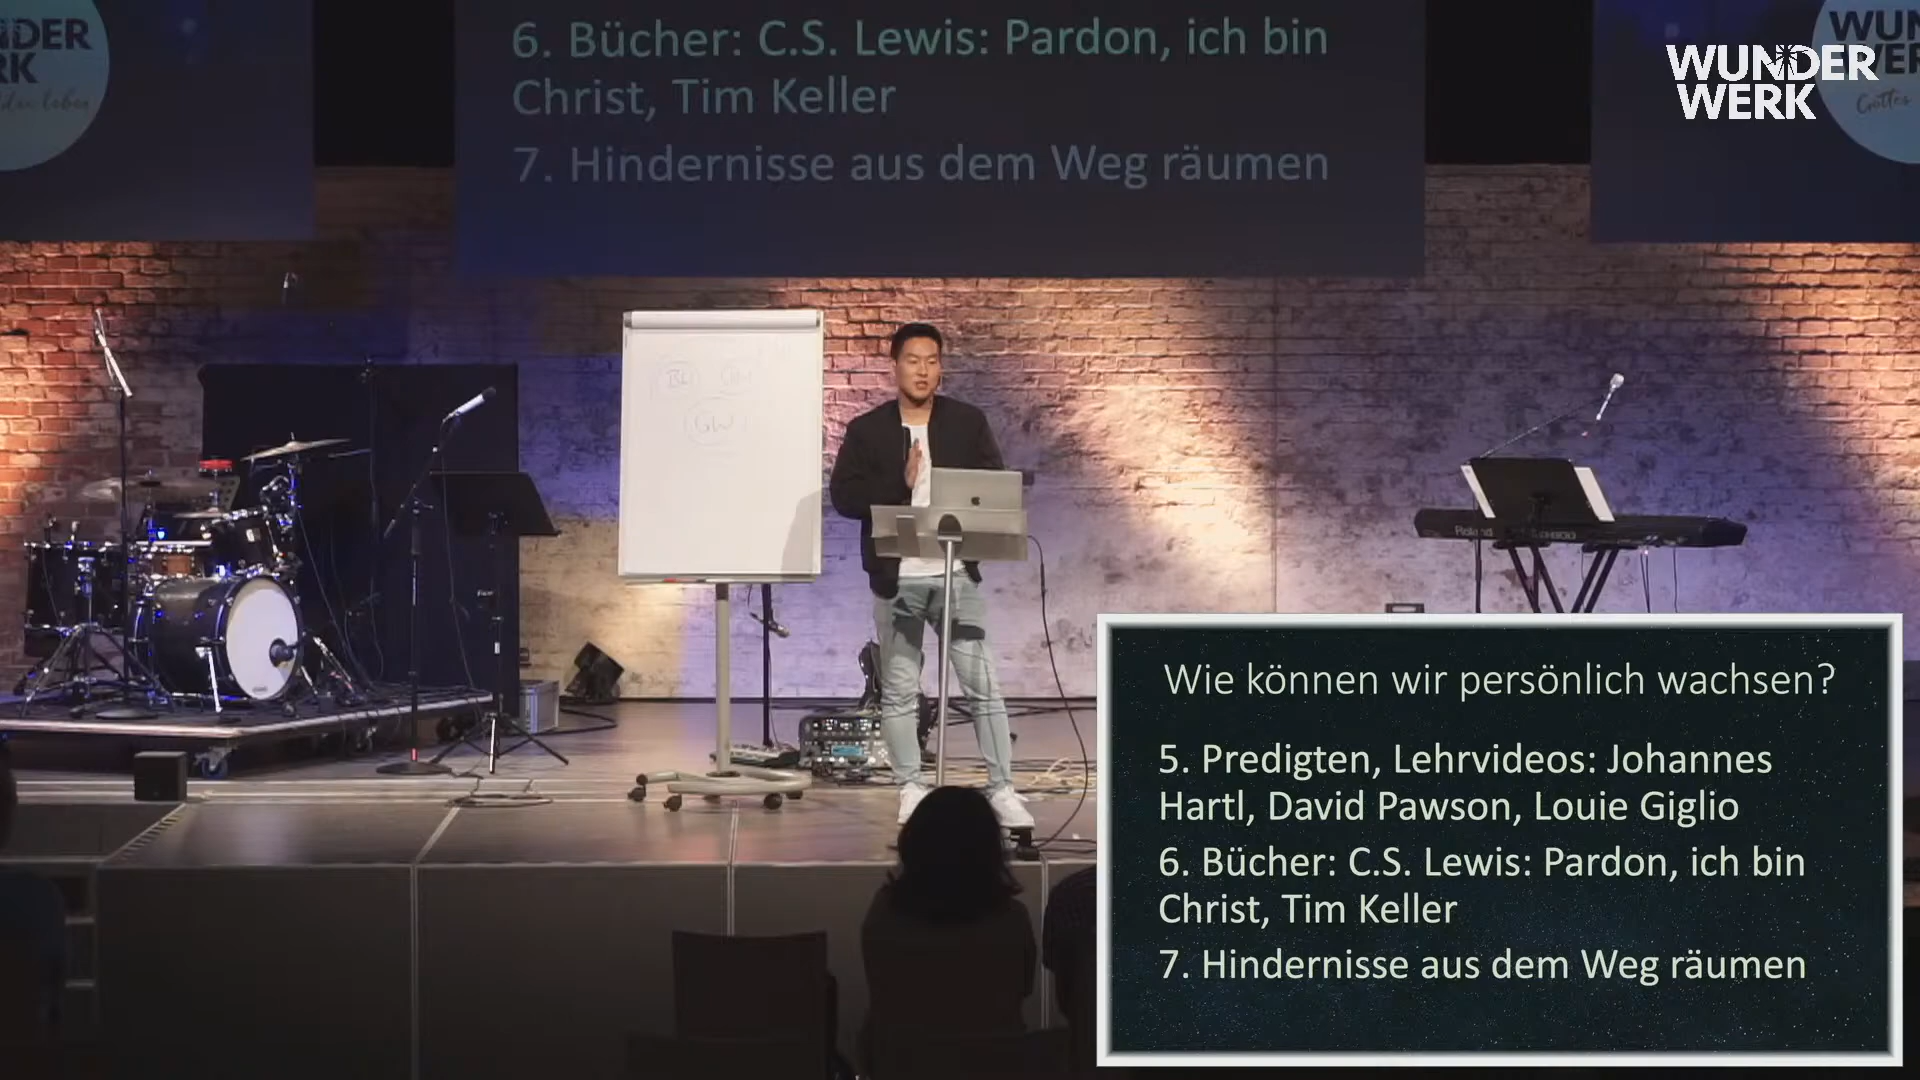 6. Bücher: C.S. Lewis: Pardon, ich bin
Christ, Tim Keller
7. Hindernisse aus dem Weg räumen
WUNDER
WERK
GW
Roland
Wie können wir persönlich wachsen?
5. Predigten, Lehrvideos: Johannes
Hartl, David Pawson, Louie Giglio
6. Bücher: C.S. Lewis: Pardon, ich bin
Christ, Tim Keller
7. Hindernisse aus dem Weg räumen